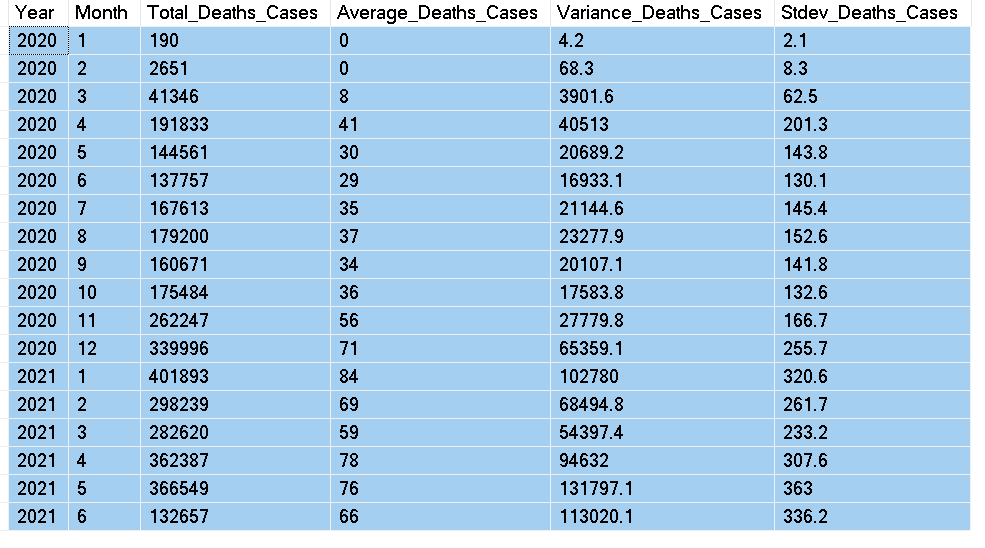 Year Month Total_Deaths_Cases Average_Deaths_Cases Variance_Deaths_Cases Stdev_Deaths_Cases
2020 1 190 0 4.2 2.1
2020 2 2651 0 68.3 8.3
2020 3 41346 8 3901.6 62.5
2020 4 191833 41 40513 201.3
2020 5 144561 30 20689.2 143.8
2020 6 137757 29 16933.1 130.1
2020 7 167613 35 21144.6 145.4
2020 8 179200 37 23277.9 152.6
2020 9 160671 34 20107.1 141.8
2020 10 175484 36 17583.8 132.6
2020 11 262247 56 27779.8 166.7
2020 12 339996 71 65359.1 255.7
2021 1 401893 84 102780 320.6
2021 2 298239 69 68494.8 261.7
2021 3 282620 59 54397.4 233.2
2021 4 362387 78 94632 307.6
2021 5 366549 76 131797.1 363
2021 6 132657 66 113020.1 336.2